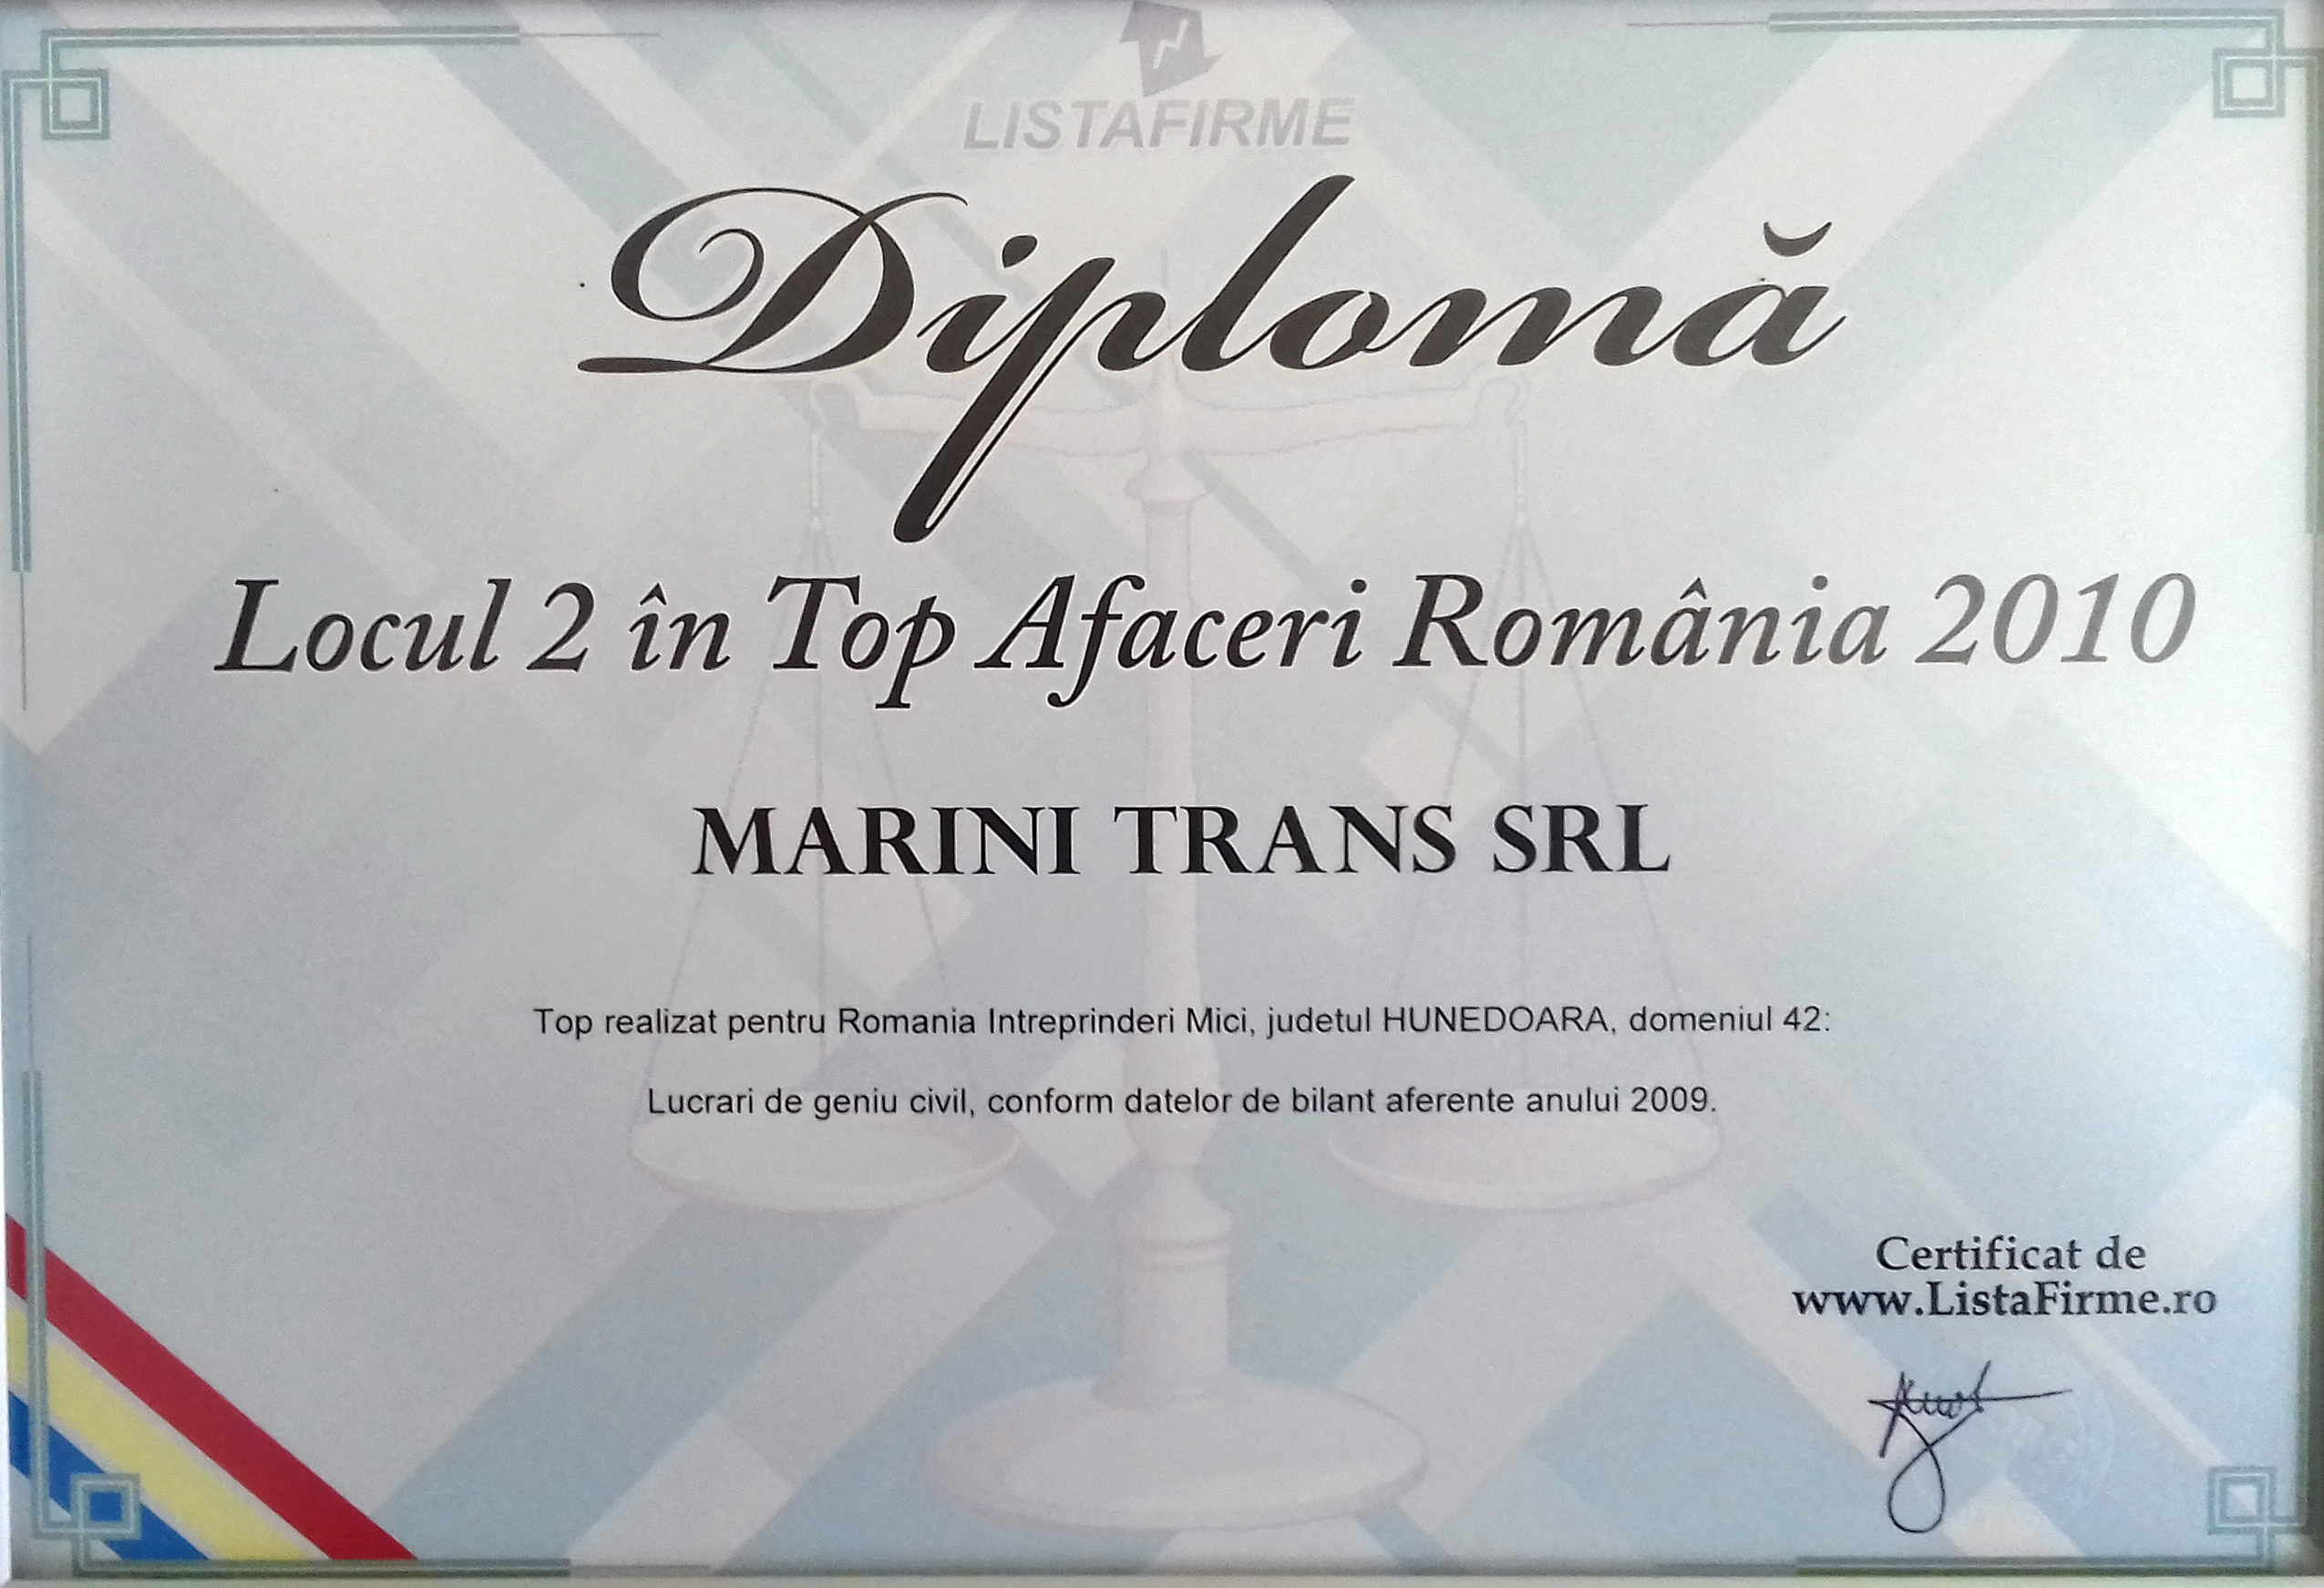 LISTAFIRME
Diplomă
Locul 2 în Top Afaceri România 2010
MARINI TRANS SRL
Top realizat pentru Romania Intreprinderi Mici, judetul HUNEDOARA, domeniul 42:
Lucrari de geniu civil, conform datelor de bilant aferente anului 2009.
Certificat de
www.ListaFirme.ro